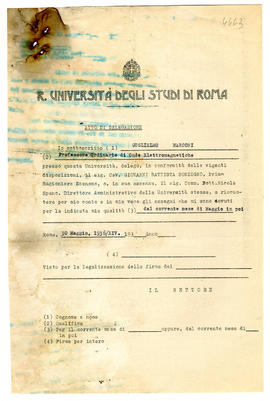 4663
R. UNIVERSITÀ DEGLI STUDI DI ROMA
ATTO DI DELEGAZIONE
Io sottoscritto (1) GUGLIELMO MARCONI
(2) Professore Ordinario di Onde Elettromagnetiche
presso questa Università, delego, in conformità delle vigenti
disposizioni, il sig. Cav. GIOVANNI BATTISTA, Primo
Ragioniere Economo, o, in sua assenza, il sig. Comm. Dott. Nicola
Spano, Direttore Amministrativo della Università stessa, a riscuo-
tere per mio conto e in mia vece gli assegni che mi sono dovuti
per la indicata mia qualità (3) dal corrente mese di Maggio in poi
Roma, 30 Maggio, 1936/XIV.
(4)
Visto per la legalizzazione della firma del
IL RETTORE
(1) Cognome e nome
(2) Qualifica
(3) Per il corrente mese di oppure, dal corrente mese di
in poi
(4) Firma per intero